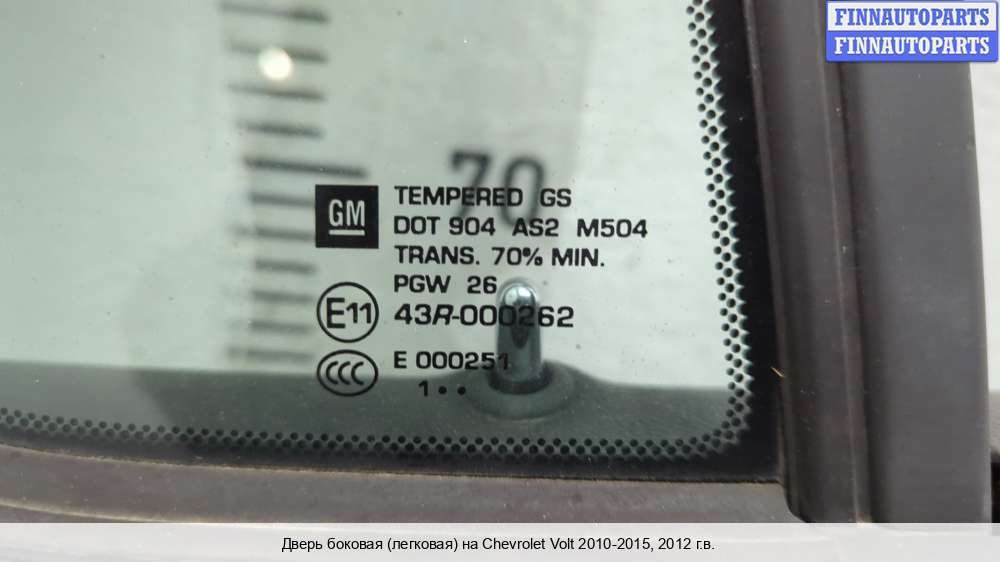 FINNAUTOPARTS
FINNAUTOPARTS
70
GM
TEMPERED GS
DOT 904 AS2 M504
TRANS. 70% MIN.
PGW 26
E11
43R-000262
CCC
E 000251
1••
Дверь боковая (легковая) на Chevrolet Volt 2010-2015, 2012 г.в.